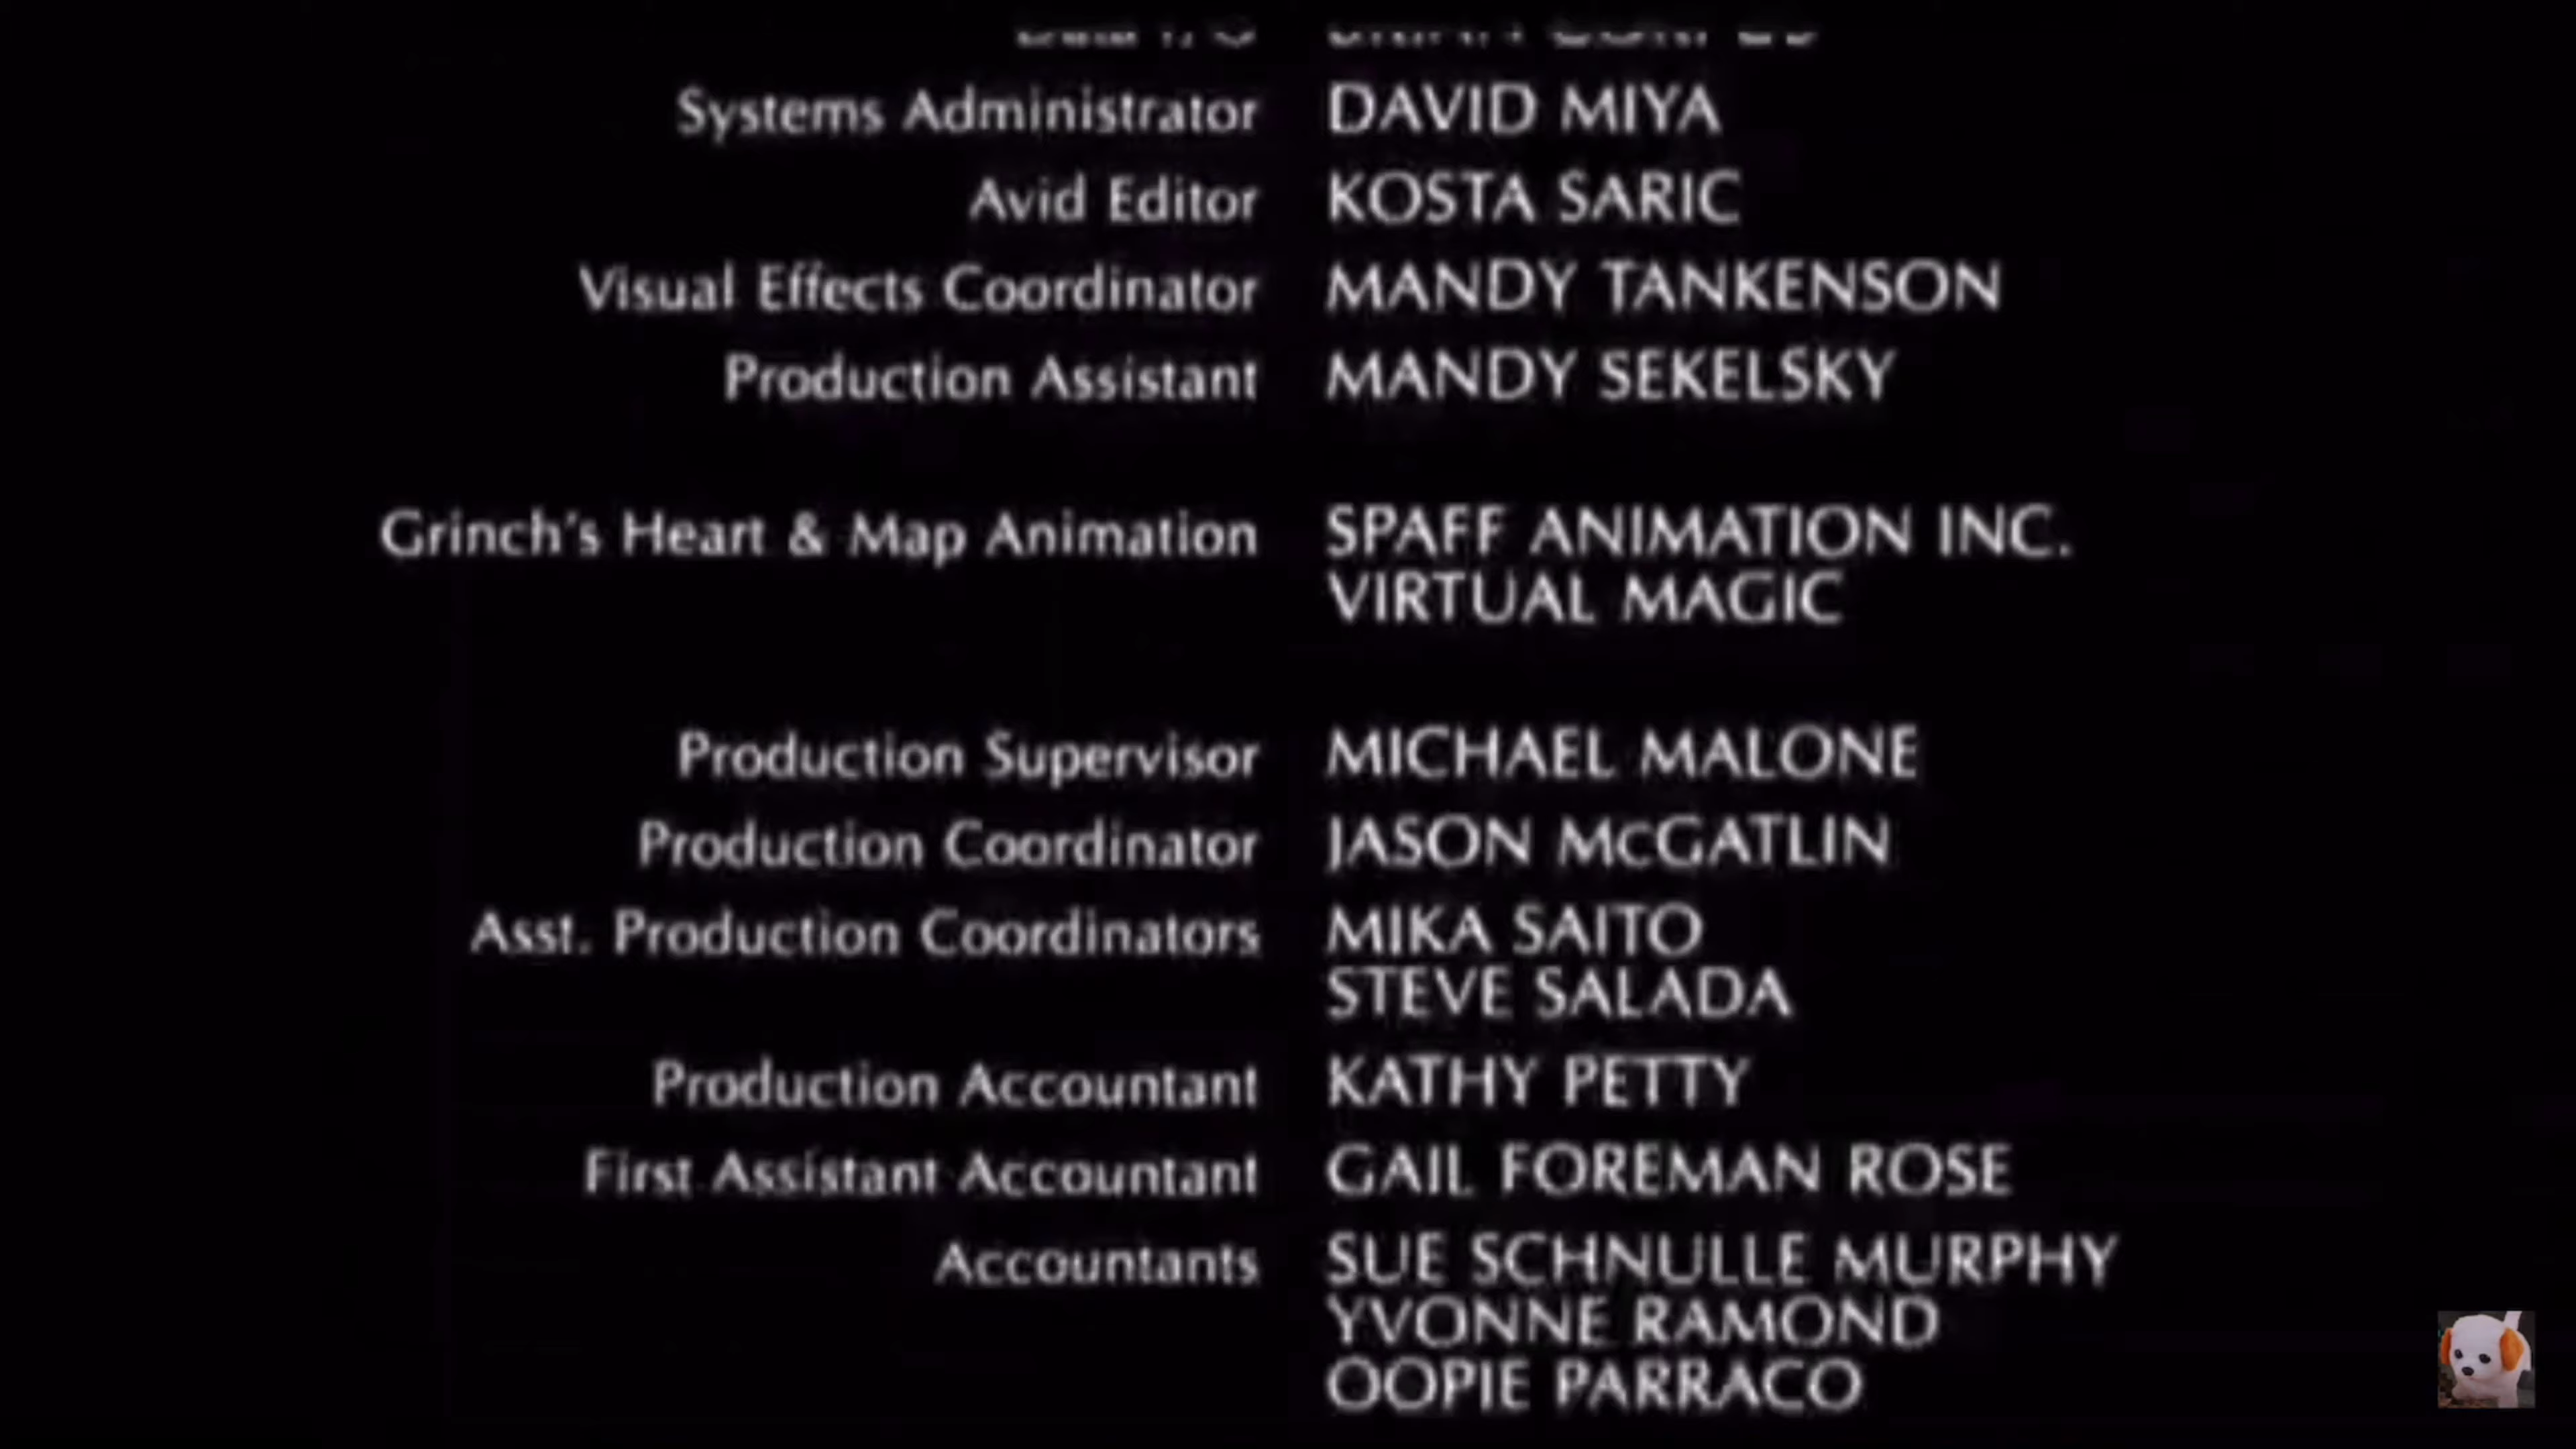 Systems Administrator DAVID MIYA
Avid Editor KOSTA SARIC
Visual Effects Coordinator MANDY TANKENSON
Production Assistant MANDY SEKELSKY
Grinch's Heart & Map Animation SPAFF ANIMATION INC.
VIRTUAL MAGIC
Production Supervisor MICHAEL MALONE
Production Coordinator JASON McGATLIN
Asst. Production Coordinators MIKA SAITO
STEVE SALADA
Production Accountant KATHY PETTY
First Assistant Accountant GAIL FOREMAN ROSE
Accountants SUE SCHNULLE MURPHY
YVONNE RAMOND
OOPIE PARRACO